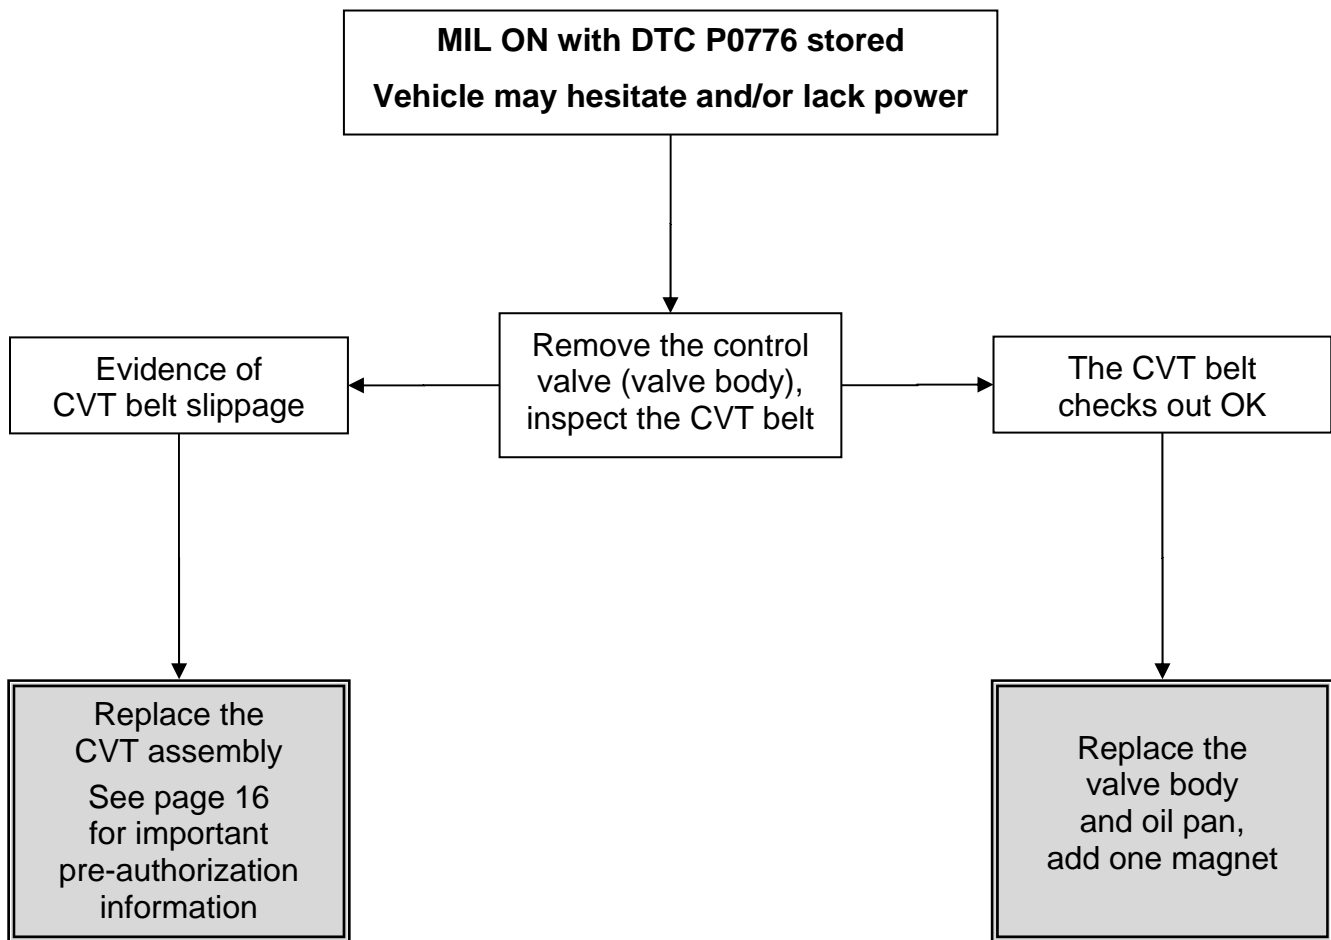 MIL ON with DTC P0776 stored
Vehicle may hesitate and/or lack power
Remove the control
valve (valve body),
inspect the CVT belt
Evidence of
CVT belt slippage
The CVT belt
checks out OK
Replace the
CVT assembly
See page 16
for important
pre-authorization
information
Replace the
valve body
and oil pan,
add one magnet